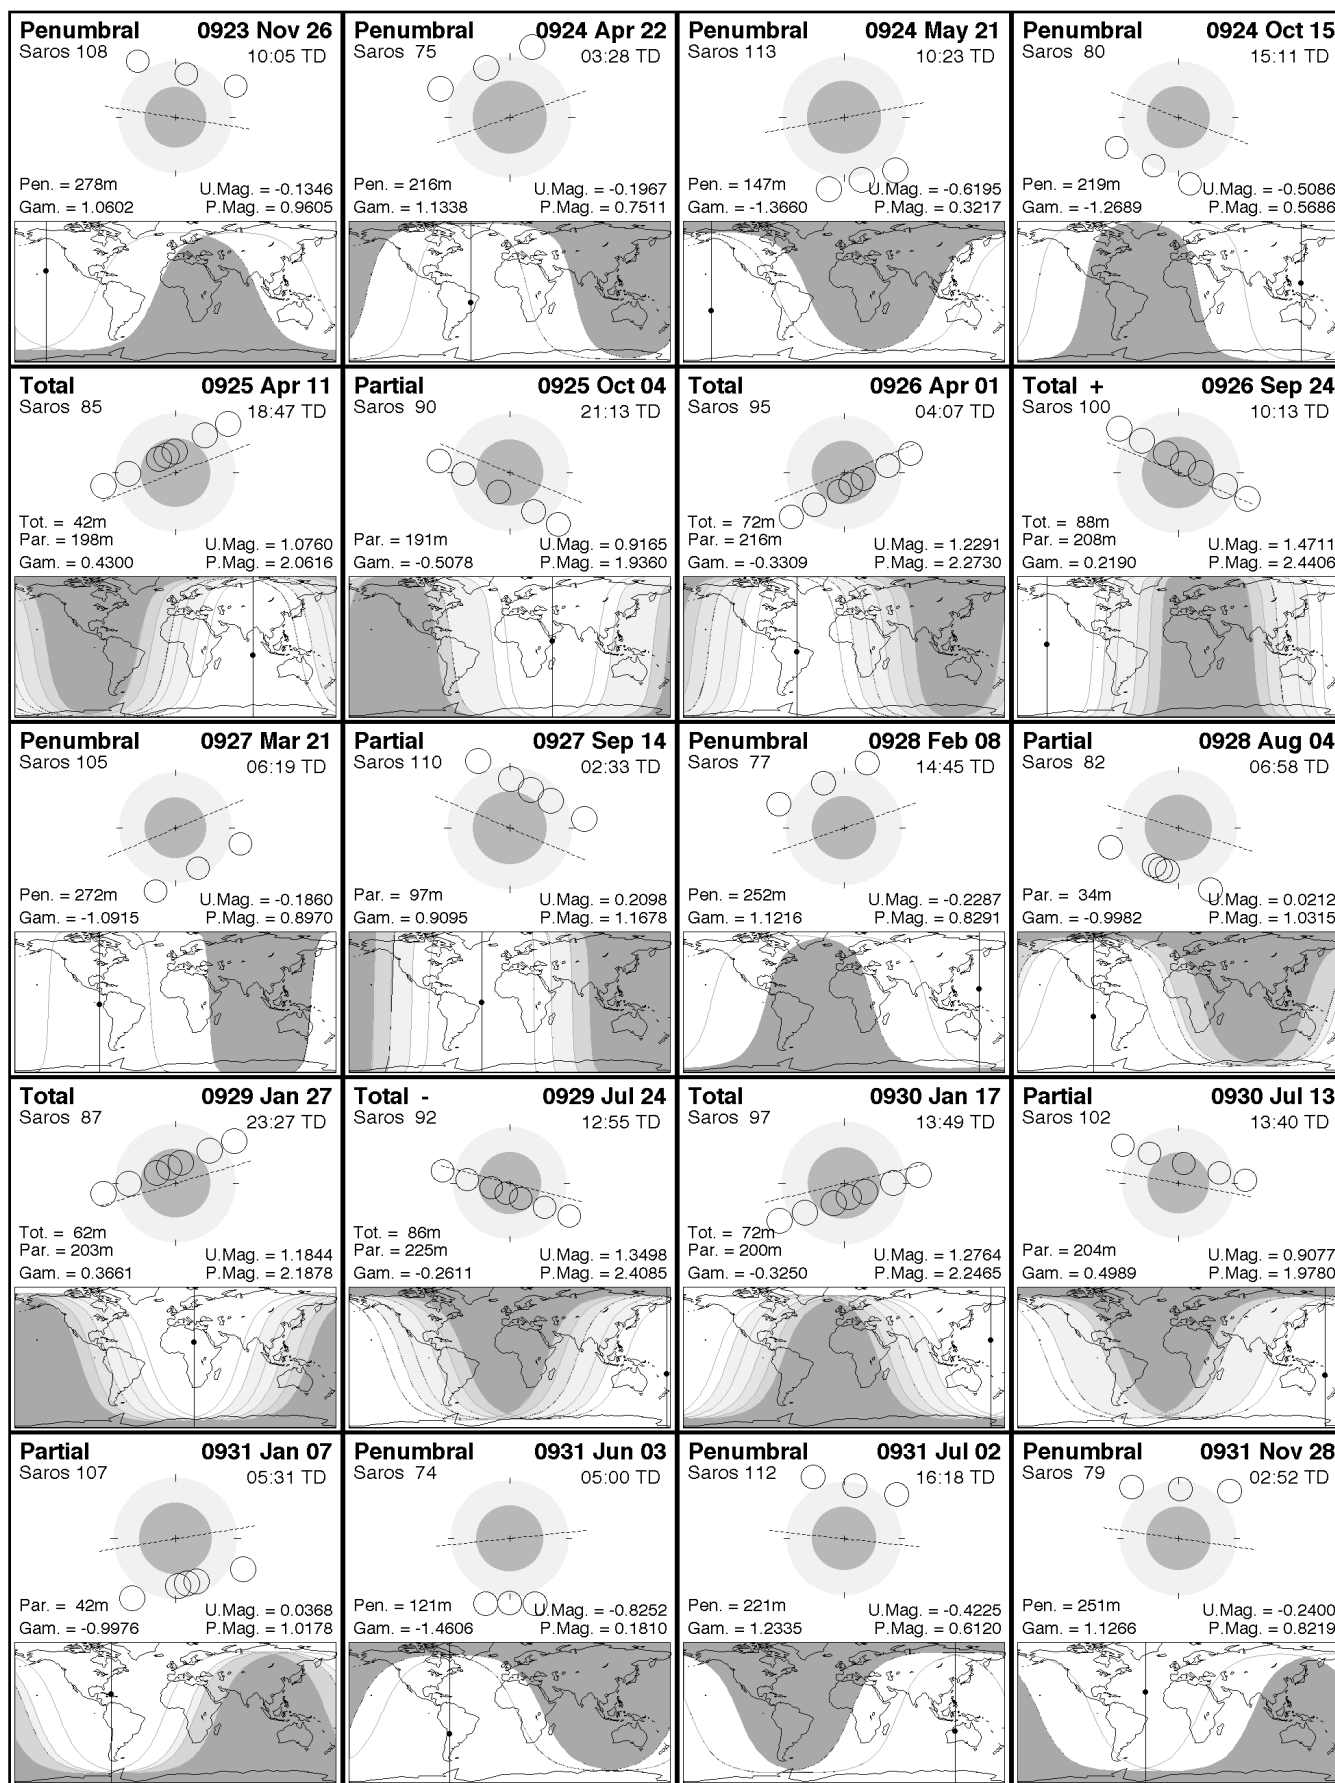 Penumbral 0923 Nov 26
Saros 108 10:05 TD
Pen. = 278m U.Mag. = -0.1346
Gam. = 1.0602 P.Mag. = 0.9605
Penumbral 0924 Apr 22
Saros 75 03:28 TD
Pen. = 216m U.Mag. = -0.1967
Gam. = 1.1338 P.Mag. = 0.7511
Penumbral 0924 May 21
Saros 113 10:23 TD
Pen. = 147m U.Mag. = -0.6195
Gam. = -1.3660 P.Mag. = 0.3217
Penumbral 0924 Oct 15
Saros 80 15:11 TD
Pen. = 219m U.Mag. = -0.5086
Gam. = -1.2689 P.Mag. = 0.5686
Total 0925 Apr 11
Saros 85 18:47 TD
Tot. = 42m
Par. = 198m U.Mag. = 1.0760
Gam. = 0.4300 P.Mag. = 2.0616
Partial 0925 Oct 04
Saros 90 21:13 TD
Par. = 191m U.Mag. = 0.9165
Gam. = -0.5078 P.Mag. = 1.9360
Total 0926 Apr 01
Saros 95 04:07 TD
Tot. = 72m
Par. = 216m U.Mag. = 1.2291
Gam. = -0.3309 P.Mag. = 2.2730
Total + 0926 Sep 24
Saros 100 10:13 TD
Tot. = 88m
Par. = 208m U.Mag. = 1.4711
Gam. = 0.2190 P.Mag. = 2.4406
Penumbral 0927 Mar 21
Saros 105 06:19 TD
Pen. = 272m U.Mag. = -0.1860
Gam. = -1.0915 P.Mag. = 0.8970
Partial 0927 Sep 14
Saros 110 02:33 TD
Par. = 97m U.Mag. = 0.2098
Gam. = 0.9095 P.Mag. = 1.1678
Penumbral 0928 Feb 08
Saros 77 14:45 TD
Pen. = 252m U.Mag. = -0.2287
Gam. = 1.1216 P.Mag. = 0.8291
Partial 0928 Aug 04
Saros 82 06:58 TD
Par. = 34m U.Mag. = 0.0212
Gam. = -0.9982 P.Mag. = 1.0315
Total 0929 Jan 27
Saros 87 23:27 TD
Tot. = 62m
Par. = 203m U.Mag. = 1.1844
Gam. = 0.3661 P.Mag. = 2.1878
Total - 0929 Jul 24
Saros 92 12:55 TD
Tot. = 86m
Par. = 225m U.Mag. = 1.3498
Gam. = -0.2611 P.Mag. = 2.4085
Total 0930 Jan 17
Saros 97 13:49 TD
Tot. = 72m
Par. = 200m U.Mag. = 1.2764
Gam. = -0.3250 P.Mag. = 2.2465
Partial 0930 Jul 13
Saros 102 13:40 TD
Par. = 204m U.Mag. = 0.9077
Gam. = 0.4989 P.Mag. = 1.9780
Partial 0931 Jan 07
Saros 107 05:31 TD
Par. = 42m U.Mag. = 0.0368
Gam. = -0.9976 P.Mag. = 1.0178
Penumbral 0931 Jun 03
Saros 74 05:00 TD
Pen. = 121m U.Mag. = -0.8252
Gam. = -1.4606 P.Mag. = 0.1810
Penumbral 0931 Jul 02
Saros 112 16:18 TD
Pen. = 221m U.Mag. = -0.4225
Gam. = 1.2335 P.Mag. = 0.6120
Penumbral 0931 Nov 28
Saros 79 02:52 TD
Pen. = 251m U.Mag. = -0.2400
Gam. = 1.1266 P.Mag. = 0.8219